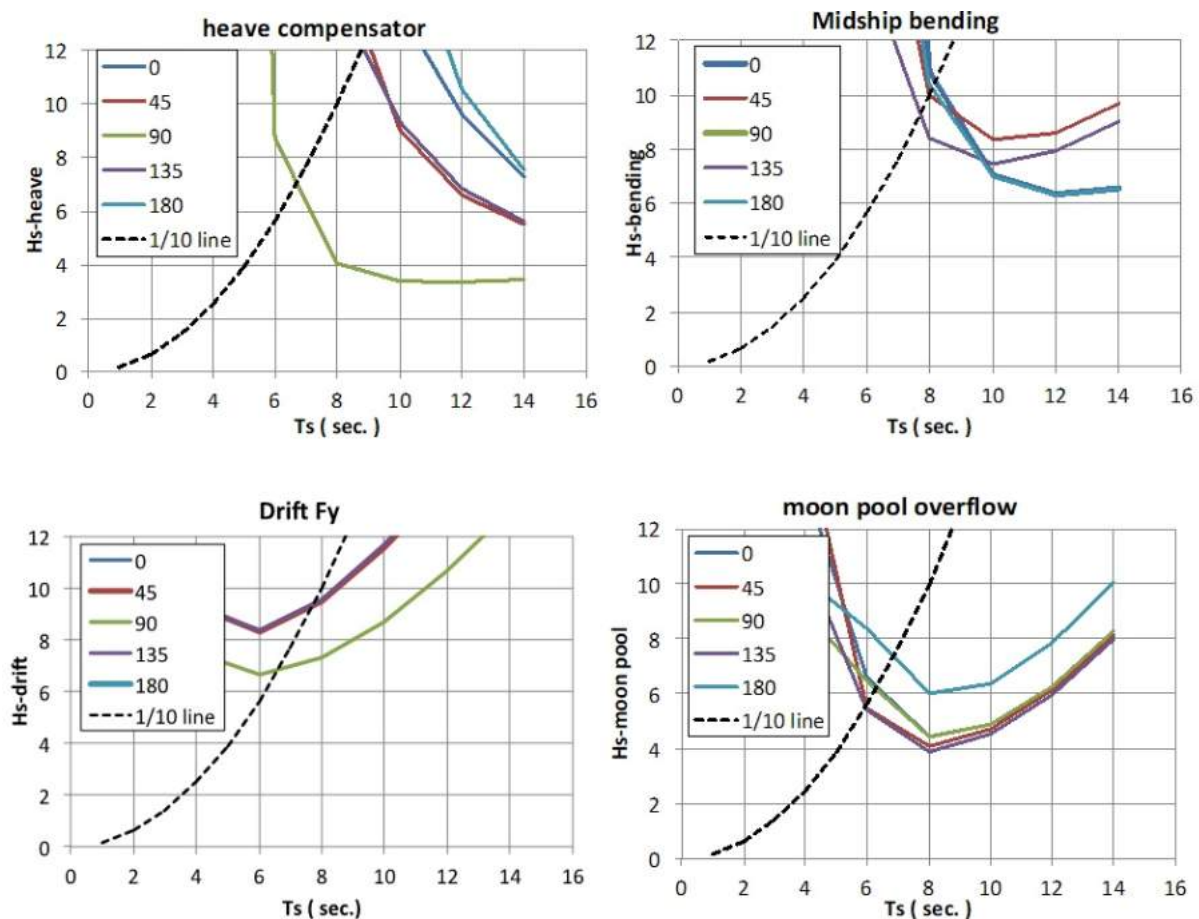 heave compensator
Hs-heave
12
10
8
6
4
2
0
0
45
90
135
180
1/10 line
0 2 4 6 8 10 12 14 16
Ts ( sec. )
Midship bending
Hs-bending
12
10
8
6
4
2
0
0
45
90
135
180
1/10 line
0 2 4 6 8 10 12 14 16
Ts ( sec. )
Drift Fy
Hs-drift
12
10
8
6
4
2
0
0
45
90
135
180
1/10 line
0 2 4 6 8 10 12 14 16
Ts ( sec.)
moon pool overflow
Hs-moon pool
12
10
8
6
4
2
0
0
45
90
135
180
1/10 line
0 2 4 6 8 10 12 14 16
Ts ( sec.)